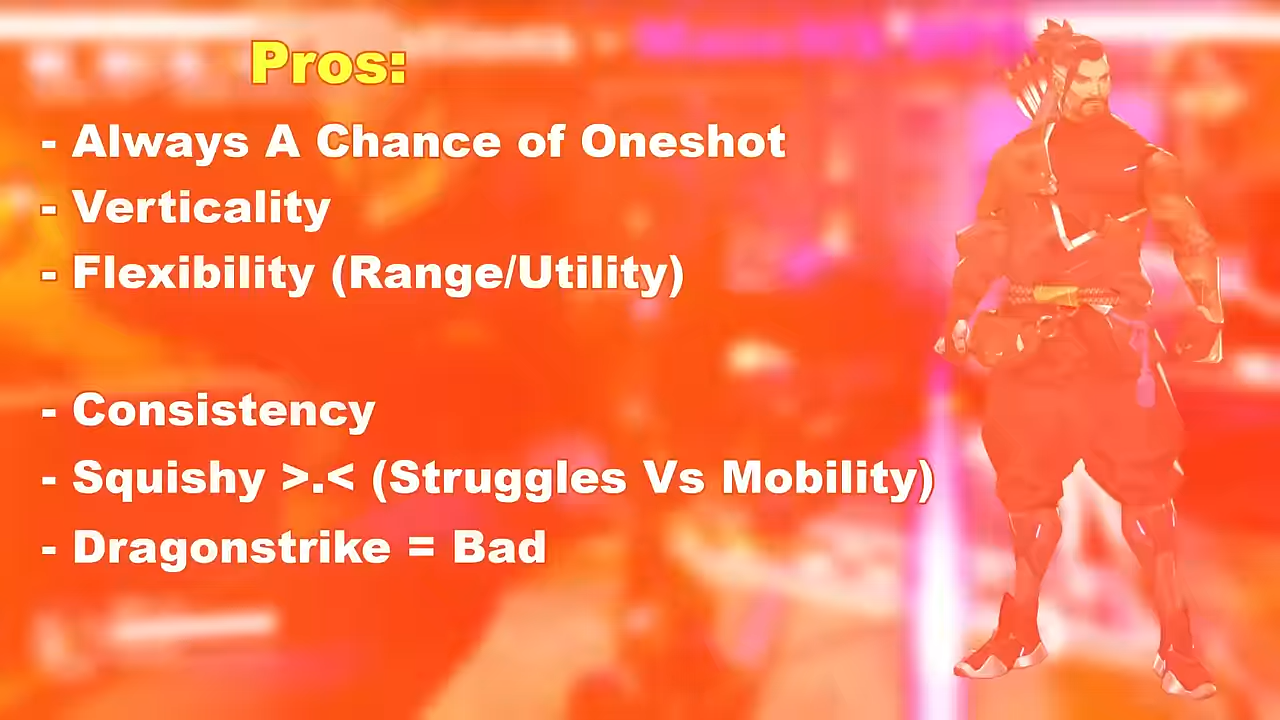 Pros:
- Always A Chance of Oneshot
- Verticality
- Flexibility (Range/Utility)
- Consistency
- Squishy >.< (Struggles Vs Mobility)
- Dragonstrike = Bad